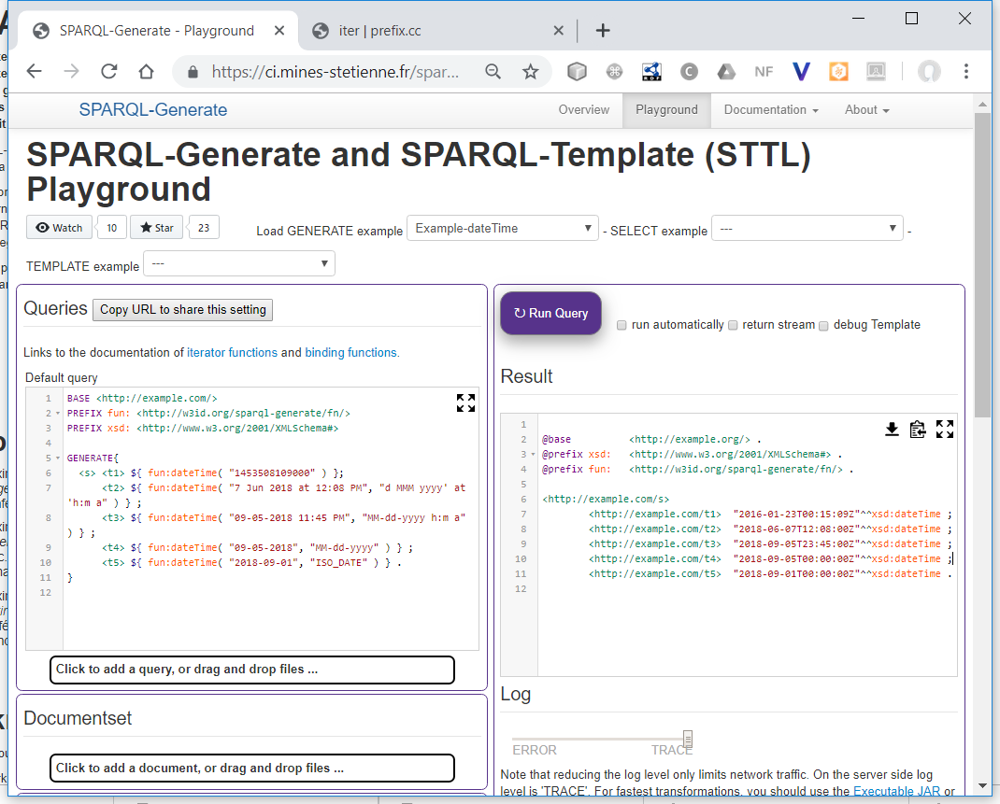 SPARQL-Generate - Playground
iter | prefix.cc
https://ci.mines-stetienne.fr/spar...
NF
SPARQL-Generate
Overview
Playground
Documentation
About
SPARQL-Generate and SPARQL-Template (STTL)
Playground
Watch 10 Star 23
Load GENERATE example Example-dateTime - SELECT example --- -
TEMPLATE example ---
Queries Copy URL to share this setting
Links to the documentation of iterator functions and binding functions.
Default query
1 BASE <http://example.com/>
2 PREFIX fun: <http://w3id.org/sparql-generate/fn/>
3 PREFIX xsd: <http://www.w3.org/2001/XMLSchema#>
4
5 GENERATE{
6 <s> <t1> ${ fun:dateTime( "1453508109000" ) };
7 <t2> ${ fun:dateTime( "7 Jun 2018 at 12:08 PM", "d MMM yyyy' at
'h:m a" ) } ;
8 <t3> ${ fun:dateTime( "09-05-2018 11:45 PM", "MM-dd-yyyy h:m a"
) } ;
9 <t4> ${ fun:dateTime( "09-05-2018", "MM-dd-yyyy" ) } ;
10 <t5> ${ fun:dateTime( "2018-09-01", "ISO_DATE" ) } .
11 }
12
Click to add a query, or drag and drop files ...
Documentset
Click to add a document, or drag and drop files ...
↻ Run Query
run automatically return stream debug Template
Result
1
2 @base <http://example.org/> .
3 @prefix xsd: <http://www.w3.org/2001/XMLSchema#> .
4 @prefix fun: <http://w3id.org/sparql-generate/fn/> .
5
6 <http://example.com/s>
7 <http://example.com/t1> "2016-01-23T00:15:09Z"^^xsd:dateTime ;
8 <http://example.com/t2> "2018-06-07T12:08:00Z"^^xsd:dateTime ;
9 <http://example.com/t3> "2018-09-05T23:45:00Z"^^xsd:dateTime ;
10 <http://example.com/t4> "2018-09-05T00:00:00Z"^^xsd:dateTime ;
11 <http://example.com/t5> "2018-09-01T00:00:00Z"^^xsd:dateTime .
12
Log
ERROR TRACE
Note that reducing the log level only limits network traffic. On the server side log
level is 'TRACE'. For fastest transformations, you should use the Executable JAR or